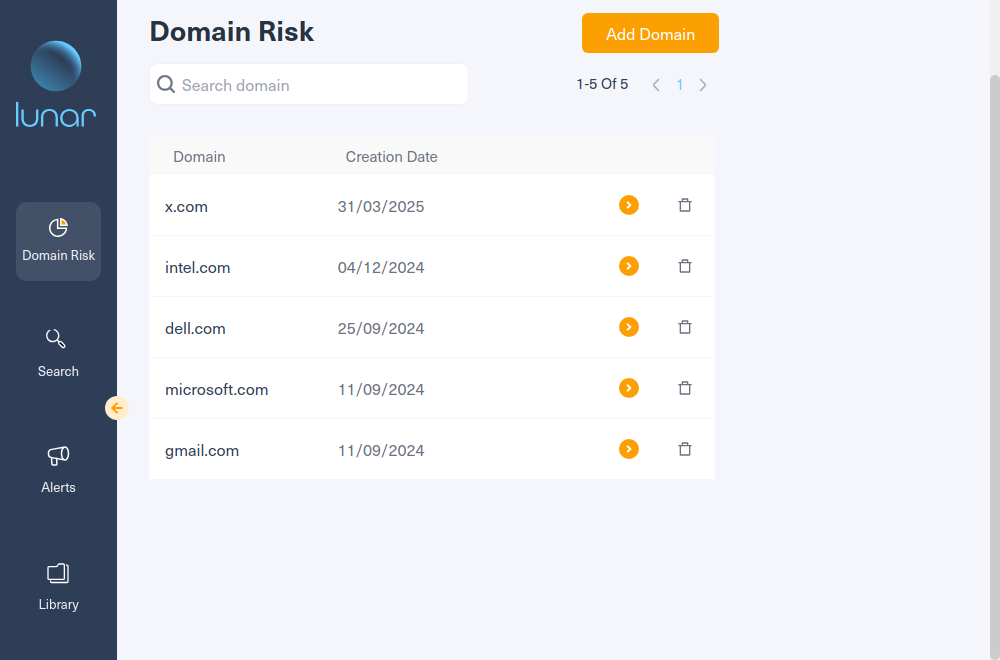 lunar
Domain Risk
Search
Alerts
Library
Domain Risk
Add Domain
Search domain
1-5 Of 5 1
Domain Creation Date
x.com 31/03/2025
intel.com 04/12/2024
dell.com 25/09/2024
microsoft.com 11/09/2024
gmail.com 11/09/2024